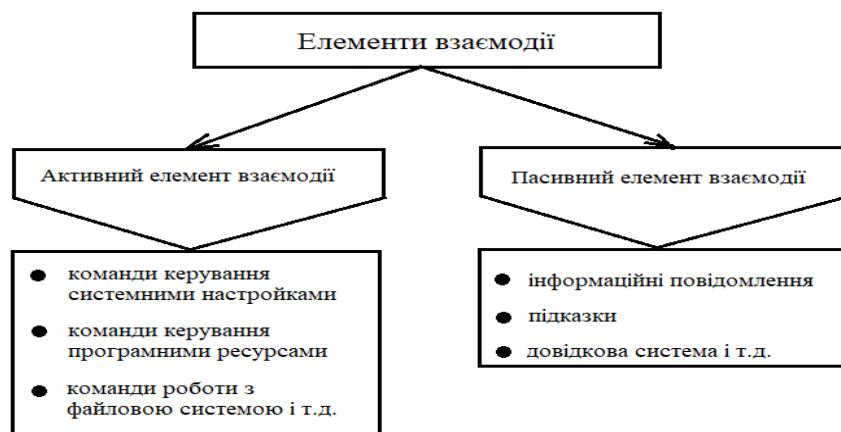 Елементи взаємодії
Активний елемент взаємодії
Пасивний елемент взаємодії
● команди керування
системними настройками
● команди керування
програмними ресурсами
● команди роботи з
файловою системою і т.д.
● інформаційні повідомлення
● підказки
● довідкова система і т.д.